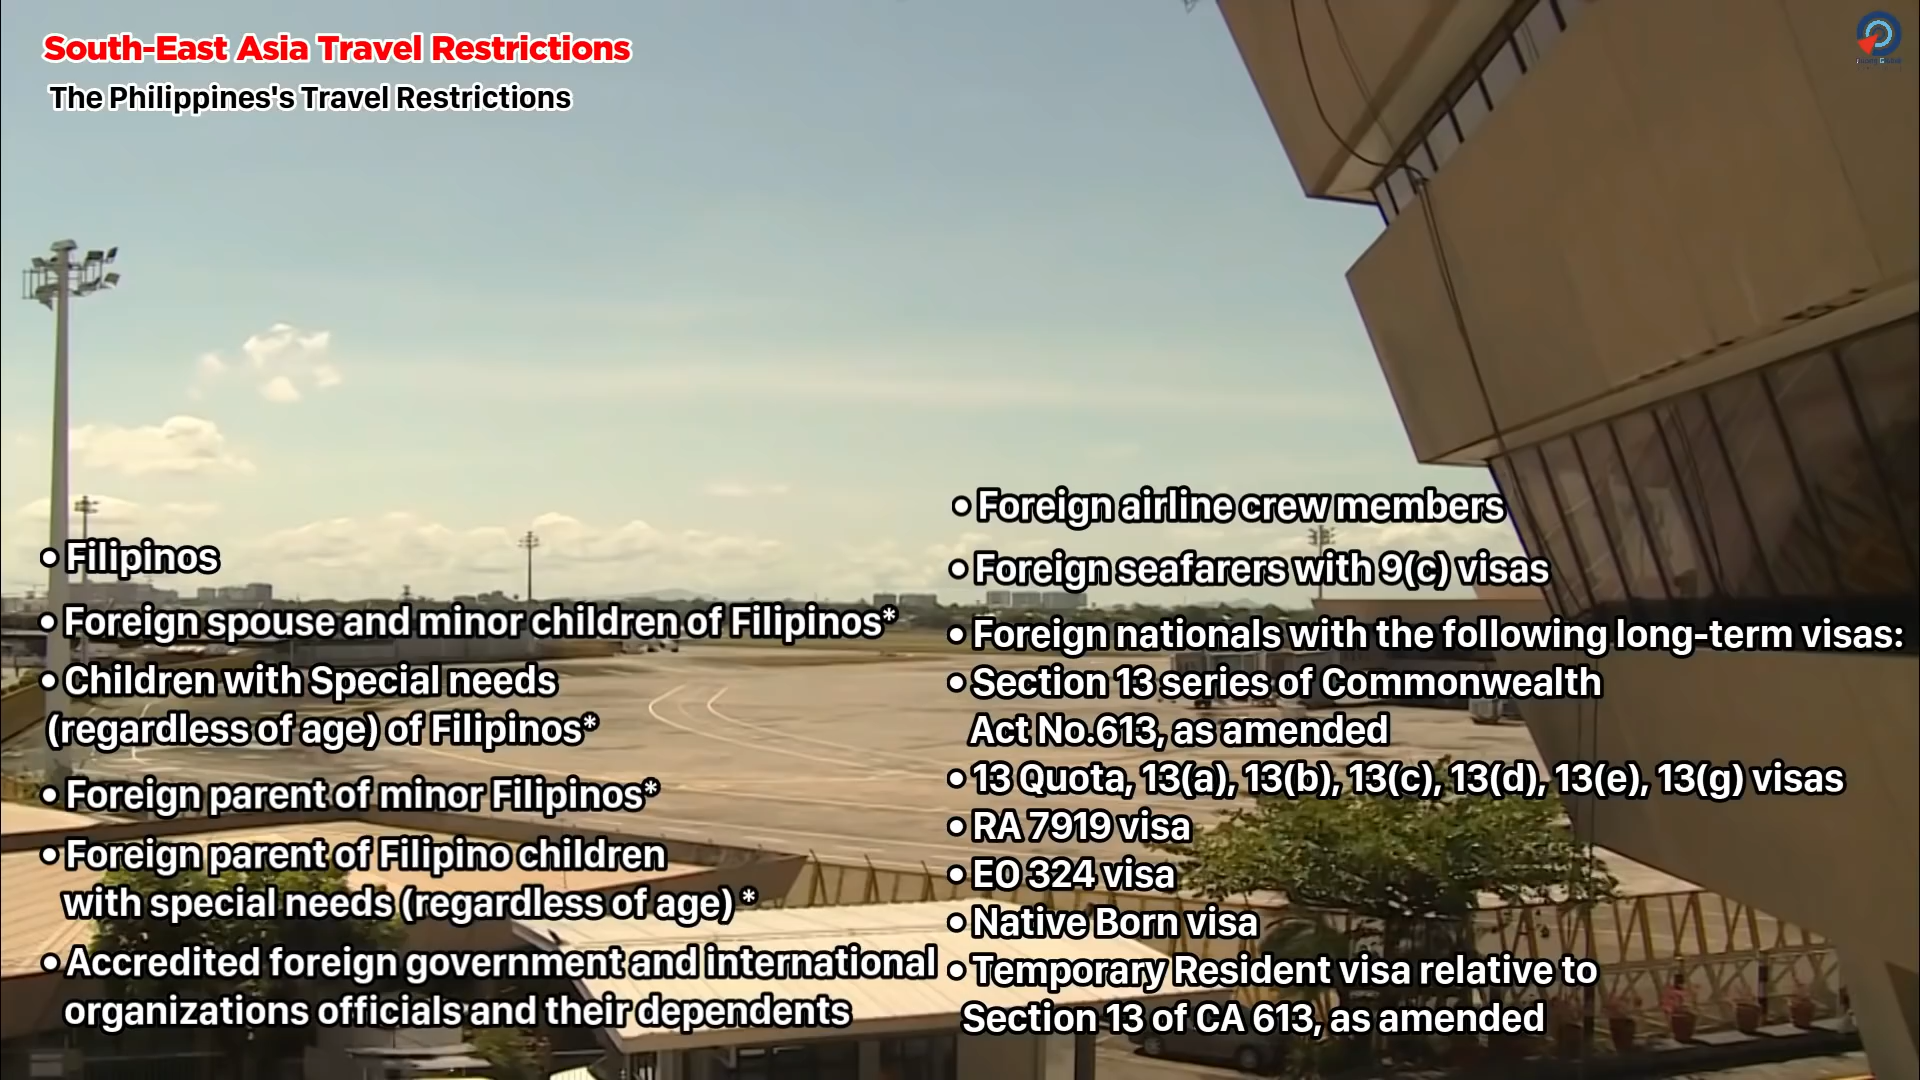 South-East Asia Travel Restrictions
The Philippines's Travel Restrictions
• Filipinos
• Foreign spouse and minor children of Filipinos*
• Children with Special needs
(regardless of age) of Filipinos*
• Foreign parent of minor Filipinos*
• Foreign parent of Filipino children
with special needs (regardless of age) *
• Accredited foreign government and international
organizations officials and their dependents
• Foreign airline crew members
• Foreign seafarers with 9(c) visas
• Foreign nationals with the following long-term visas:
• Section 13 series of Commonwealth
Act No.613, as amended
• 13 Quota, 13(a), 13(b), 13(c), 13(d), 13(e), 13(g) visas
• RA 7919 visa
• EO 324 visa
• Native Born visa
• Temporary Resident visa relative to
Section 13 of CA 613, as amended